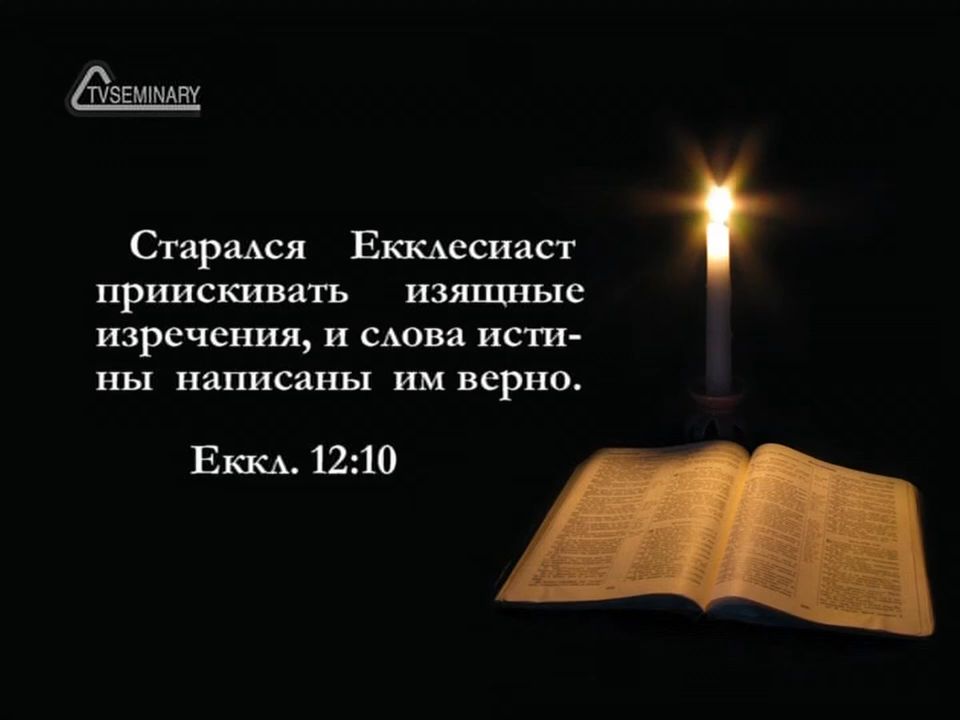 TVSEMINARY
Старался Екклесиаст
приискивать изящные
изречения, и слова исти-
ны написаны им верно.
Еккл. 12:10